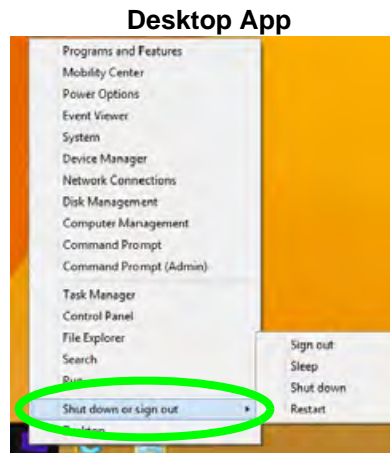 Desktop App
Programs and Features
Mobility Center
Power Options
Event Viewer
System
Device Manager
Network Connections
Disk Management
Computer Management
Command Prompt
Command Prompt (Admin)
Task Manager
Control Panel
File Explorer
Search
Run
Shut down or sign out
Desktop
Sign out
Sleep
Shut down
Restart